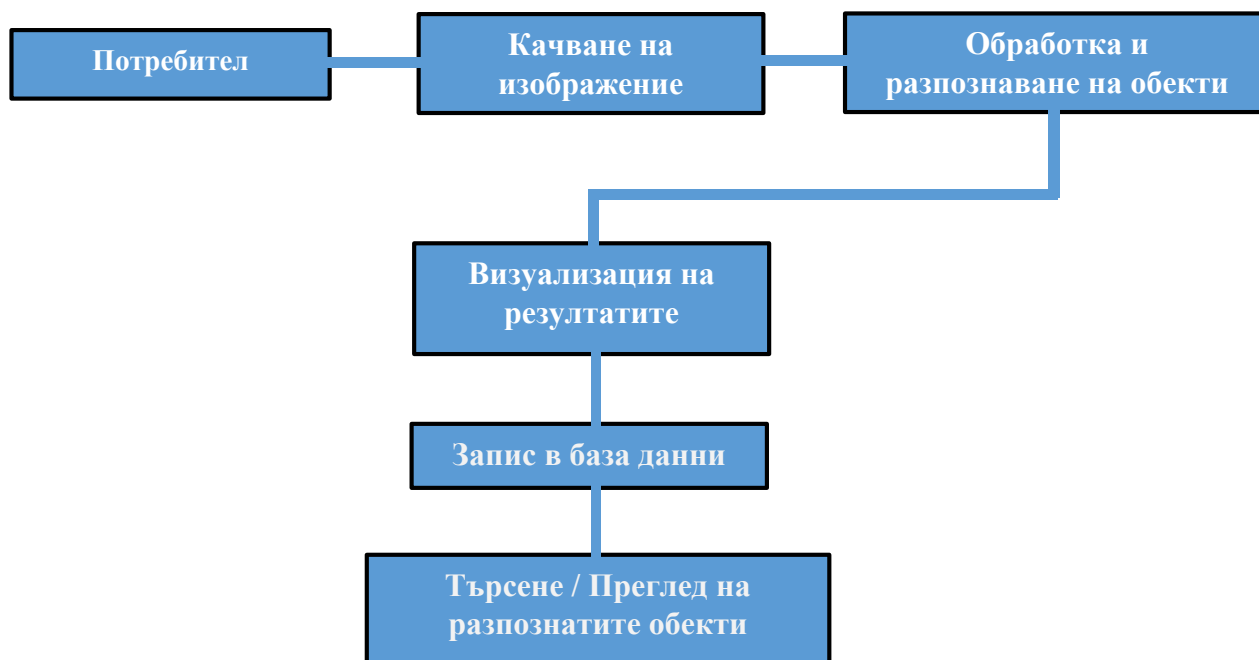 Потребител
Качване на
изображение
Обработка и
разпознаване на обекти
Визуализация на
резултатите
Запис в база данни
Търсене / Преглед на
разпознатите обекти